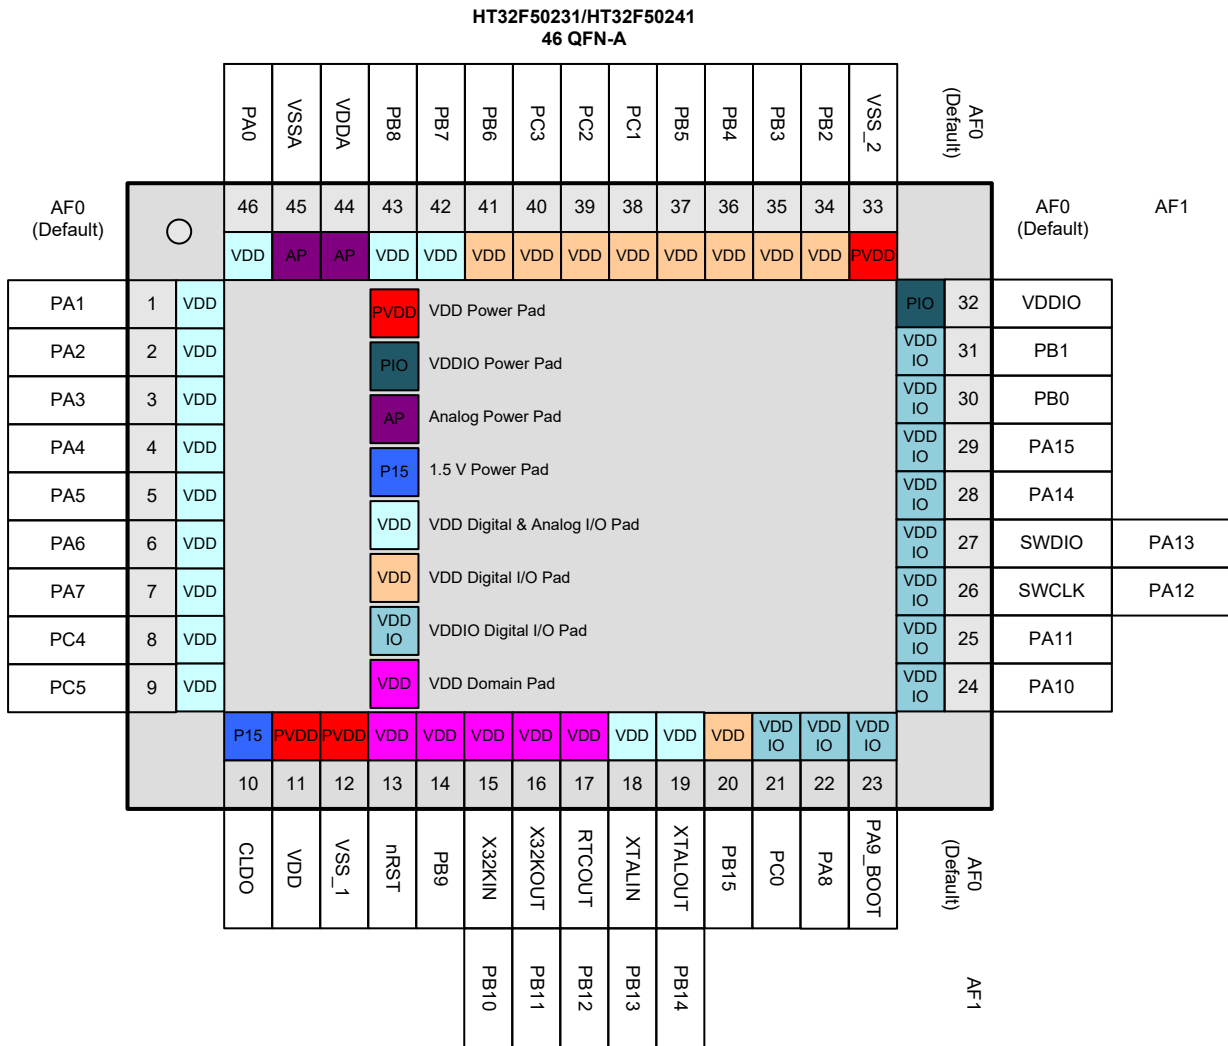 HT32F50231/HT32F50241
46 QFN-A
PA0 VSSA VDDA PB8 PB7 PB6 PC3 PC2 PC1 PB5 PB4 PB3 PB2 VSS_2
AF0
(Default)
AF0
(Default)
46 45 44 43 42 41 40 39 38 37 36 35 34 33
AF0
(Default)
AF1
VDD AP AP VDD VDD VDD VDD VDD VDD VDD VDD VDD VDD PVDD
PA1 1 VDD
PVDD VDD Power Pad
PIO 32 VDDIO
PA2 2 VDD
PIO VDDIO Power Pad
VDD IO 31 PB1
PA3 3 VDD
AP Analog Power Pad
VDD IO 30 PB0
PA4 4 VDD
P15 1.5 V Power Pad
VDD IO 29 PA15
PA5 5 VDD
VDD VDD Digital & Analog I/O Pad
VDD IO 28 PA14
PA6 6 VDD
VDD VDD Digital I/O Pad
VDD IO 27 SWDIO PA13
PA7 7 VDD
VDD IO VDDIO Digital I/O Pad
VDD IO 26 SWCLK PA12
PC4 8 VDD
VDD VDD Domain Pad
VDD IO 25 PA11
PC5 9 VDD
VDD IO 24 PA10
P15 PVDD PVDD VDD VDD VDD VDD VDD VDD VDD VDD VDD IO VDD IO VDD IO
10 11 12 13 14 15 16 17 18 19 20 21 22 23
CLDO VDD VSS_1 nRST PB9 X32KIN X32KOUT RTCOUT XTALIN XTALOUT PB15 PC0 PA8 PA9_BOOT
AF0
(Default)
PB10 PB11 PB12 PB13 PB14
AF1